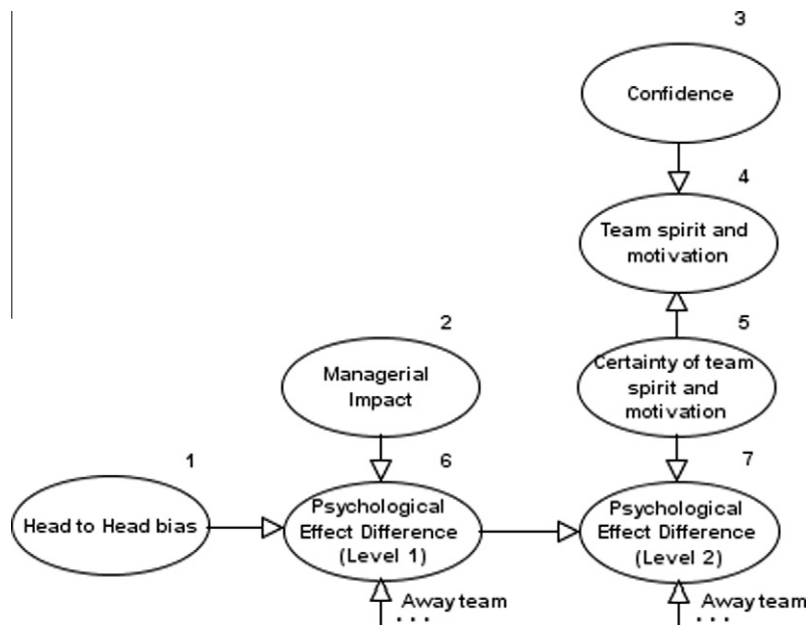 3
Confidence
4
Team spirit and
motivation
2
5
Managerial
Impact
Certainty of team
spirit and
motivation
1
6
7
Head to Head bias
Psychological
Effect Difference
(Level 1)
Psychological
Effect Difference
(Level 2)
Away team
...
Away team
...